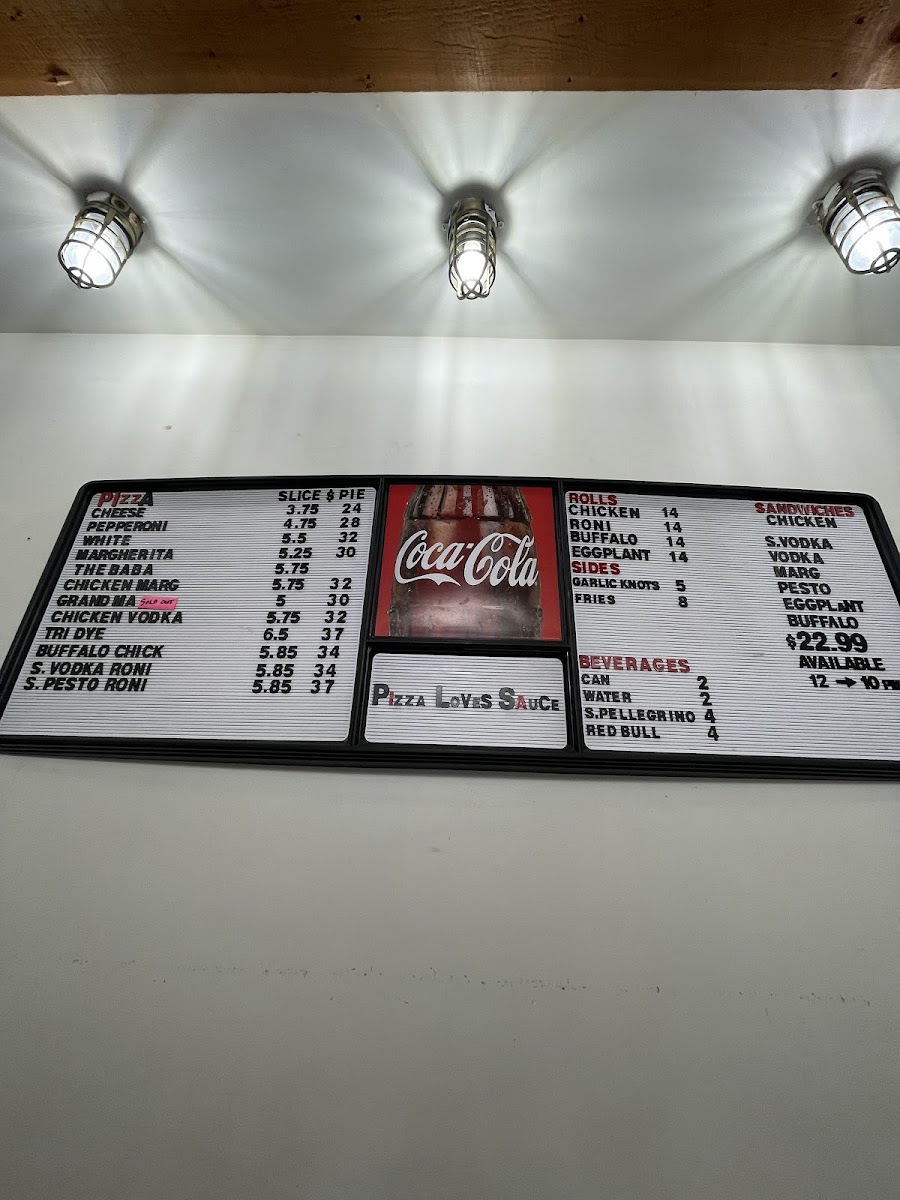 PIZZA SLICE $ PIE
CHEESE 3.75 24
PEPPERONI 4.75 28
WHITE 5.5 32
MARGHERITA 5.25 30
THE BABA 5.75
CHICKEN MARG 5.75 32
GRANDMA SOLD OUT 5 30
CHICKEN VODKA 5.75 32
TRI DYE 6.5 37
BUFFALO CHICK 5.85 34
S.VODKA RONI 5.85 34
S.PESTO RONI 5.85 37
Coca-Cola
PIZZA LOVES SAUCE
ROLLS
CHICKEN 14
RONI 14
BUFFALO 14
EGGPLANT 14
SIDES
GARLIC KNOTS 5
FRIES 8
BEVERAGES
CAN 2
WATER 2
S.PELLEGRINO 4
RED BULL 4
SANDWICHES
CHICKEN
S.VODKA
VODKA
MARG
PESTO
EGGPLANT
BUFFALO
$22.99
AVAILABLE
12 → 10 PM